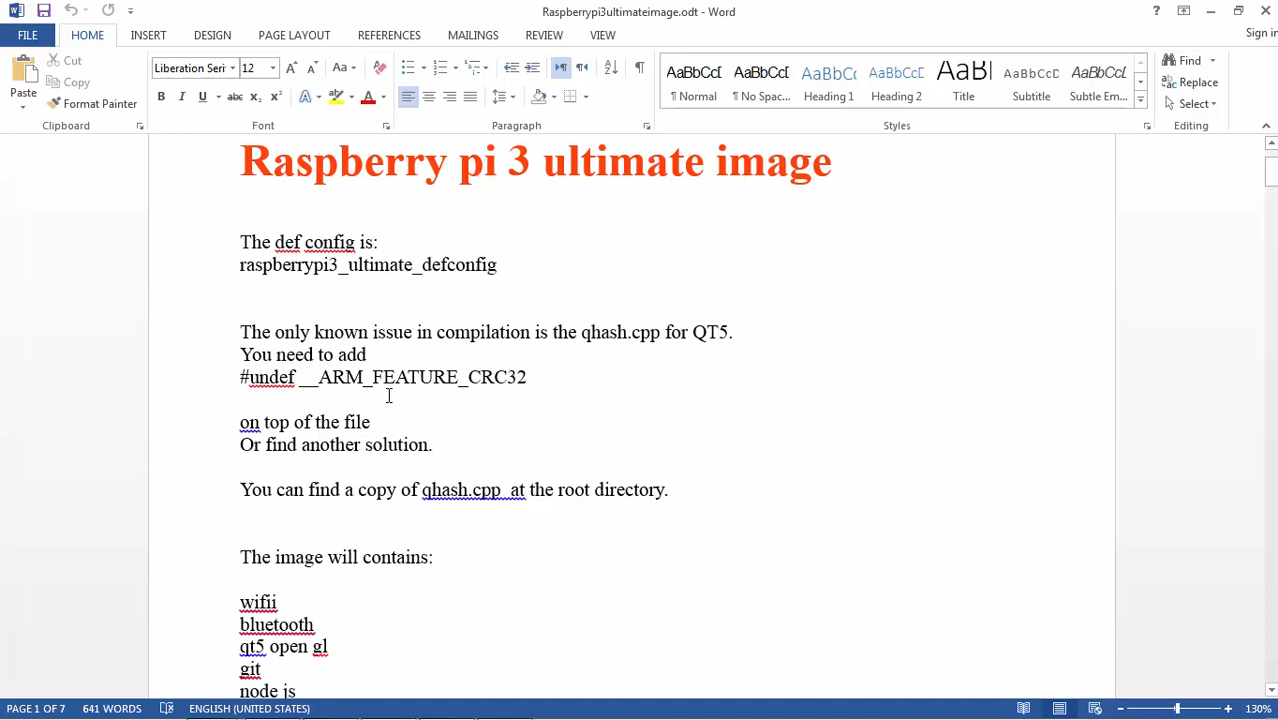 Raspberrypi3ultimateimage.odt - Word
?
FILE HOME INSERT DESIGN PAGE LAYOUT REFERENCES MAILINGS REVIEW VIEW Sign in
Paste
Cut
Copy
Format Painter
Clipboard
Liberation Seri 12
B I U abc x₂ x²
Aa
A
Font
Paragraph
AaBbCcI AaBbCcI AaBbCc AaBbCcI AaB AaBbCcI AaBbCcI
¶ Normal ¶ No Spac... Heading 1 Heading 2 Title Subtitle Subtle Em...
Styles
Find
Replace
Select
Editing
Raspberry pi 3 ultimate image
The def config is:
raspberrypi3_ultimate_defconfig
The only known issue in compilation is the qhash.cpp for QT5.
You need to add
#undef __ARM_FEATURE_CRC32
on top of the file
Or find another solution.
You can find a copy of qhash.cpp  at the root directory.
The image will contains:
wifii
bluetooth
qt5 open gl
git
node js
PAGE 1 OF 7 641 WORDS ENGLISH (UNITED STATES) 130%